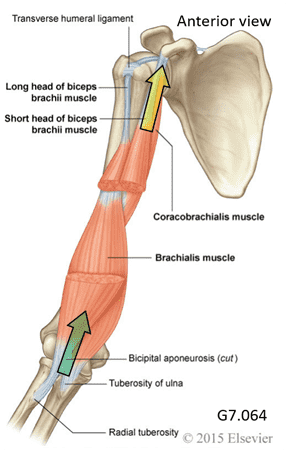 Anterior view
Transverse humeral ligament
Long head of biceps
brachii muscle
Short head of biceps
brachii muscle
Coracobrachialis muscle
Brachialis muscle
Bicipital aponeurosis (cut)
Tuberosity of ulna
Radial tuberosity
G7.064
© 2015 Elsevier